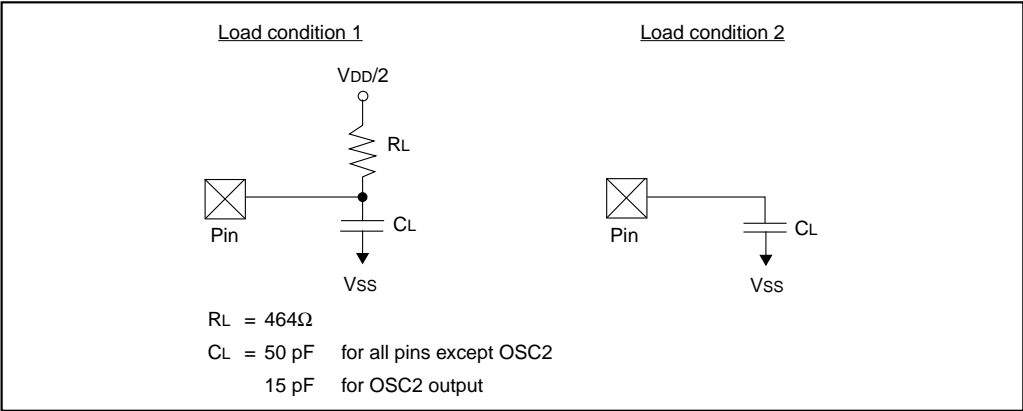 Load condition 1
Load condition 2
VDD/2
RL
Pin
CL
VSS
Pin
CL
VSS
RL = 464Ω
CL = 50 pF for all pins except OSC2
15 pF for OSC2 output